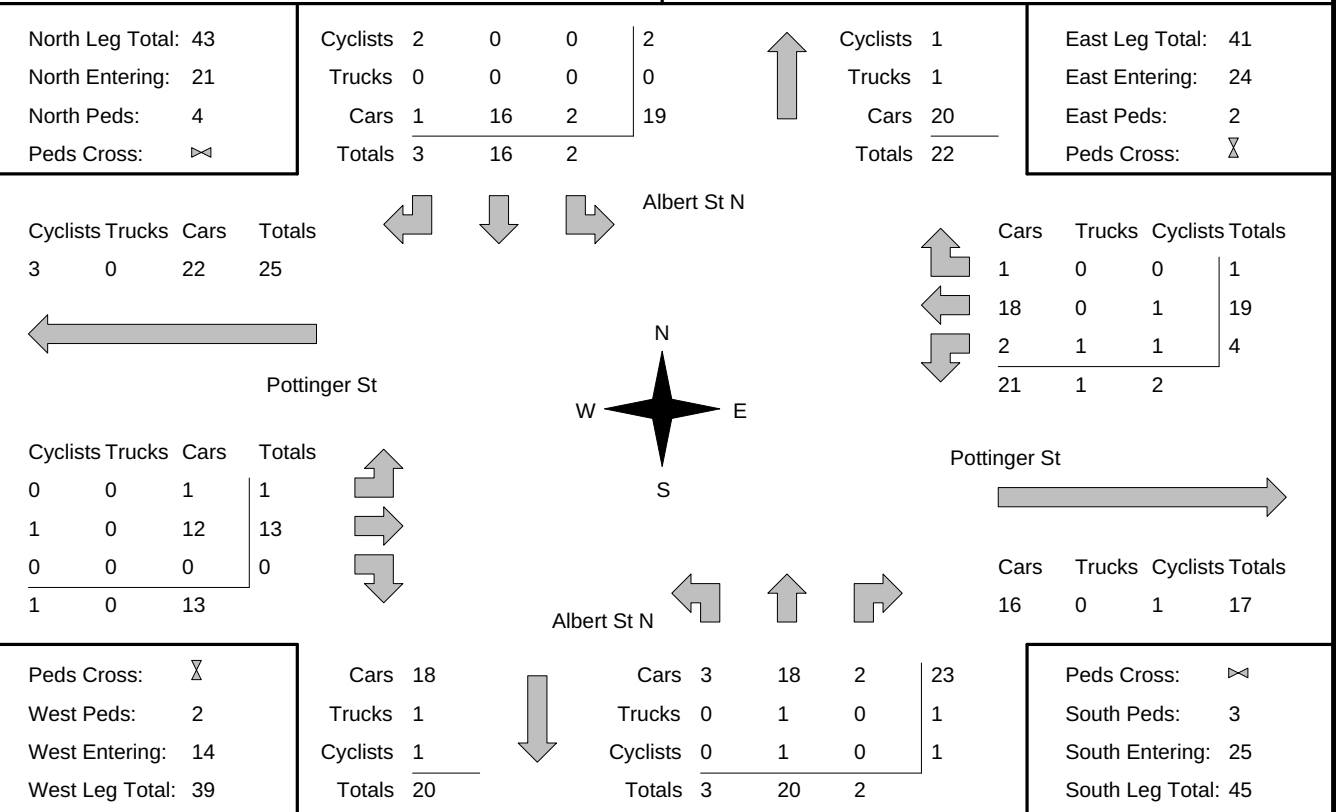 North Leg Total: 43
North Entering: 21
North Peds: 4
Peds Cross:
Cyclists 2 0 0 2
Trucks 0 0 0 0
Cars 1 16 2 19
Totals 3 16 2
Cyclists 1
Trucks 1
Cars 20
Totals 22
East Leg Total: 41
East Entering: 24
East Peds: 2
Peds Cross:
Albert St N
Cyclists Trucks Cars Totals
3 0 22 25
Cars Trucks Cyclists Totals
1 0 0 1
18 0 1 19
2 1 1 4
21 1 2
Pottinger St
N
W E
S
Cyclists Trucks Cars Totals
0 0 1 1
1 0 12 13
0 0 0 0
1 0 13
Pottinger St
Cars Trucks Cyclists Totals
16 0 1 17
Albert St N
Peds Cross:
West Peds: 2
West Entering: 14
West Leg Total: 39
Cars 18
Trucks 1
Cyclists 1
Totals 20
Cars 3 18 2 23
Trucks 0 1 0 1
Cyclists 0 1 0 1
Totals 3 20 2
Peds Cross:
South Peds: 3
South Entering: 25
South Leg Total: 45